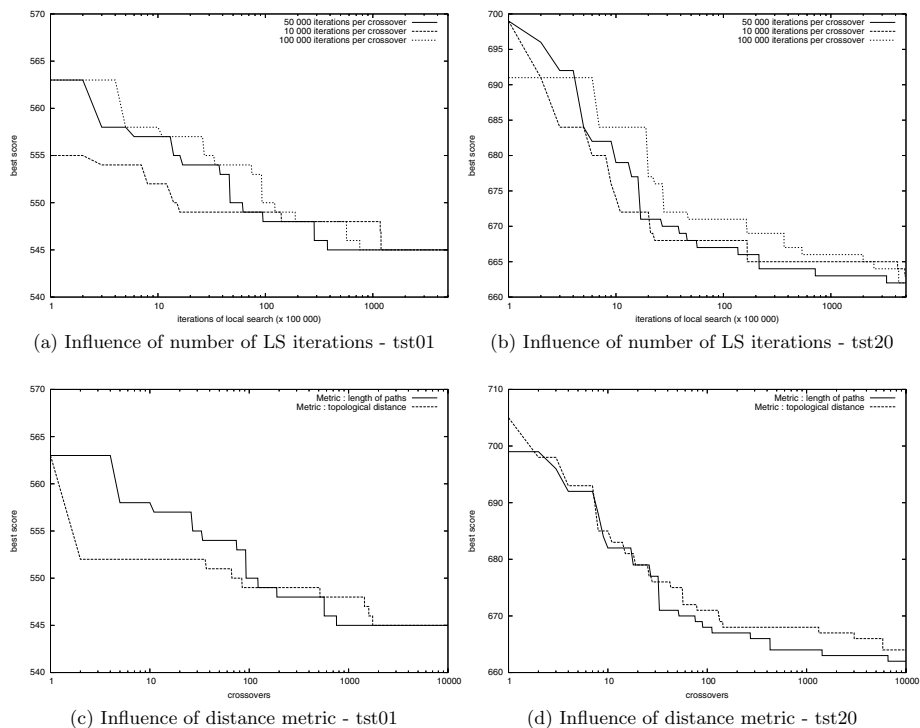 570
565
560
555
550
545
540
best score
1 10 100 1000
iterations of local search (x 100 000)
50 000 iterations per crossover
10 000 iterations per crossover
100 000 iterations per crossover
(a) Influence of number of LS iterations - tst01
700
695
690
685
680
675
670
665
660
best score
1 10 100 1000
iterations of local search (x 100 000)
50 000 iterations per crossover
10 000 iterations per crossover
100 000 iterations per crossover
(b) Influence of number of LS iterations - tst20
570
565
560
555
550
545
540
best score
1 10 100 1000 10000
crossovers
Metric : length of paths
Metric : topological distance
(c) Influence of distance metric - tst01
710
700
690
680
670
660
best score
1 10 100 1000 10000
crossovers
Metric : length of paths
Metric : topological distance
(d) Influence of distance metric - tst20